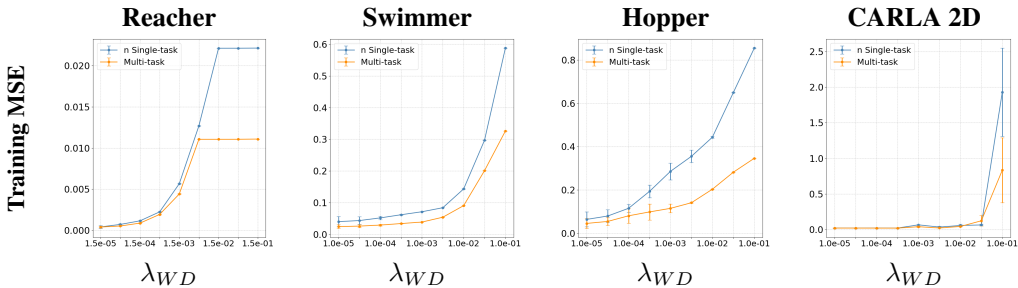 Reacher
Swimmer
Hopper
CARLA 2D
Training MSE
n Single-task
Multi-task
0.020
0.015
0.010
0.005
0.000
1.5e-05
1.5e-04
1.5e-03
1.5e-02
1.5e-01
λWD
n Single-task
Multi-task
0.6
0.5
0.4
0.3
0.2
0.1
0.0
1.0e-05
1.0e-04
1.0e-03
1.0e-02
1.0e-01
λWD
n Single-task
Multi-task
0.8
0.6
0.4
0.2
0.0
1.0e-05
1.0e-04
1.0e-03
1.0e-02
1.0e-01
λWD
n Single-task
Multi-task
2.5
2.0
1.5
1.0
0.5
0.0
1.0e-05
1.0e-04
1.0e-03
1.0e-02
1.0e-01
λWD